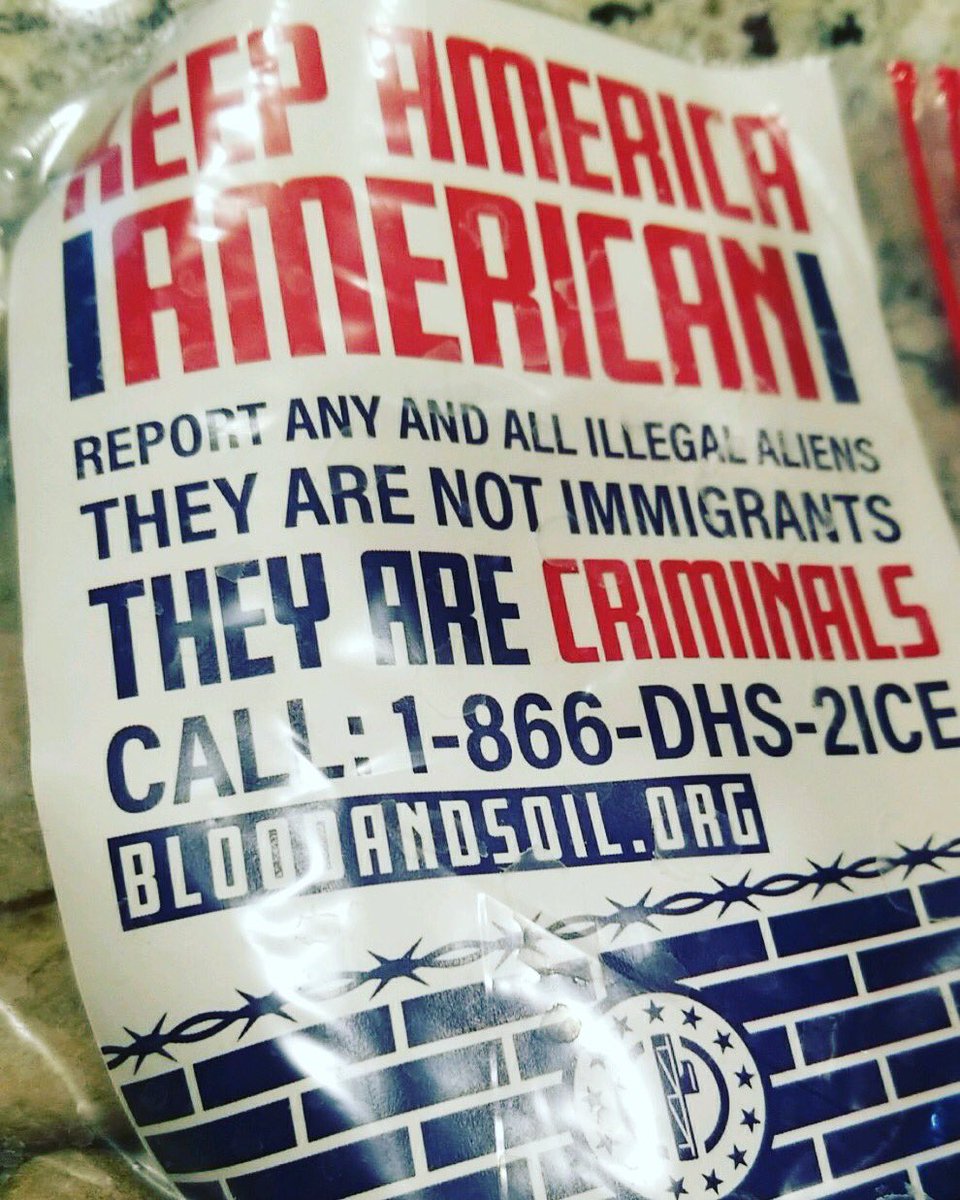 KEEP AMERICA
AMERICAN
REPORT ANY AND ALL ILLEGAL ALIENS
THEY ARE NOT IMMIGRANTS
THEY ARE CRIMINALS
CALL: 1-866-DHS-2ICE
BLOODANDSOIL.ORG